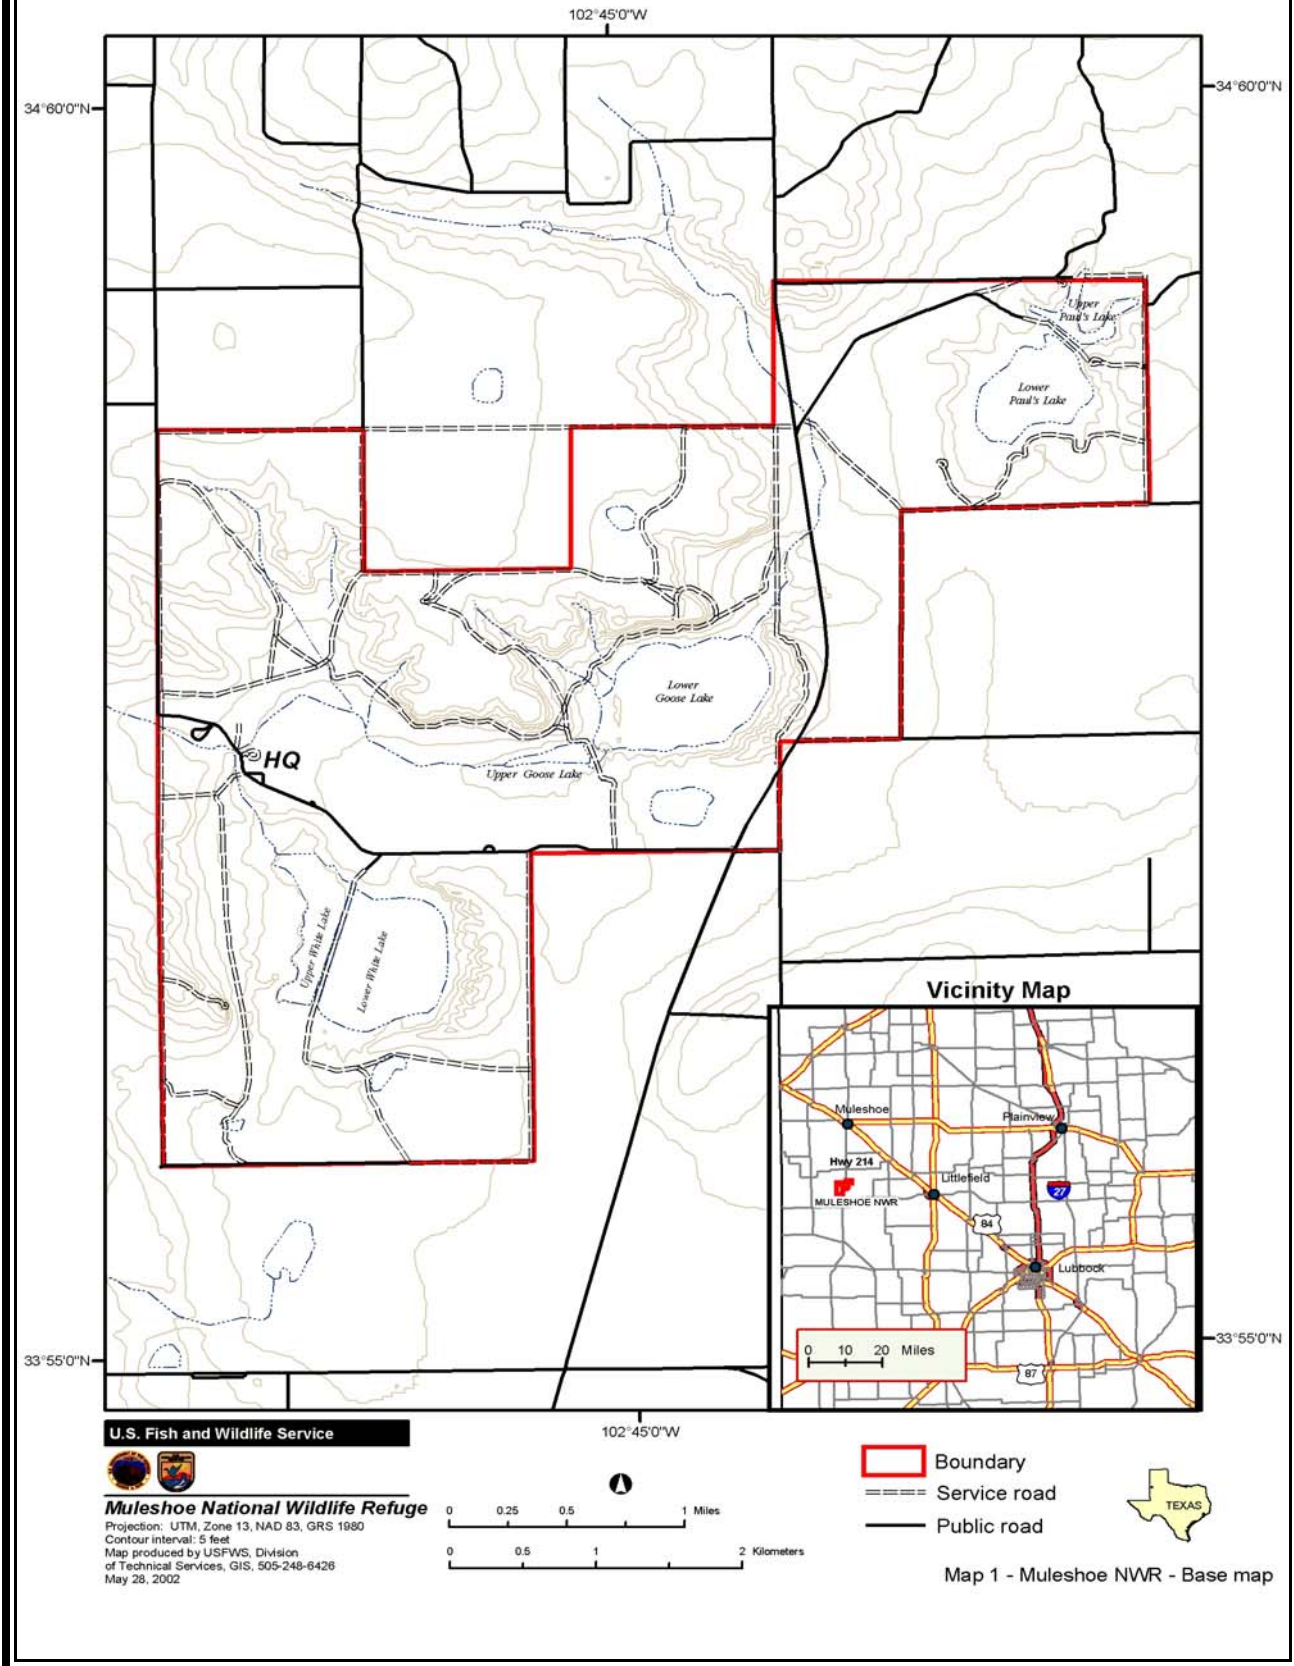 102°45'0"W
34°60'0"N
34°60'0"N
Upper
Paul's Lake
Lower
Paul's Lake
Lower
Goose Lake
HQ
Upper Goose Lake
Upper White Lake
Lower White Lake
Vicinity Map
Muleshoe
Plainview
Hwy 214
Littlefield
27
MULESHOE NWR
84
Lubbock
0 10 20 Miles
87
33°55'0"N
33°55'0"N
102°45'0"W
U.S. Fish and Wildlife Service
Muleshoe National Wildlife Refuge
Projection: UTM, Zone 13, NAD 83, GRS 1980
Contour interval: 5 feet
Map produced by USFWS, Division
of Technical Services, GIS, 505-248-6426
May 28, 2002
0 0.25 0.5 1 Miles
0 0.5 1 2 Kilometers
Boundary
Service road
Public road
TEXAS
Map 1 - Muleshoe NWR - Base map